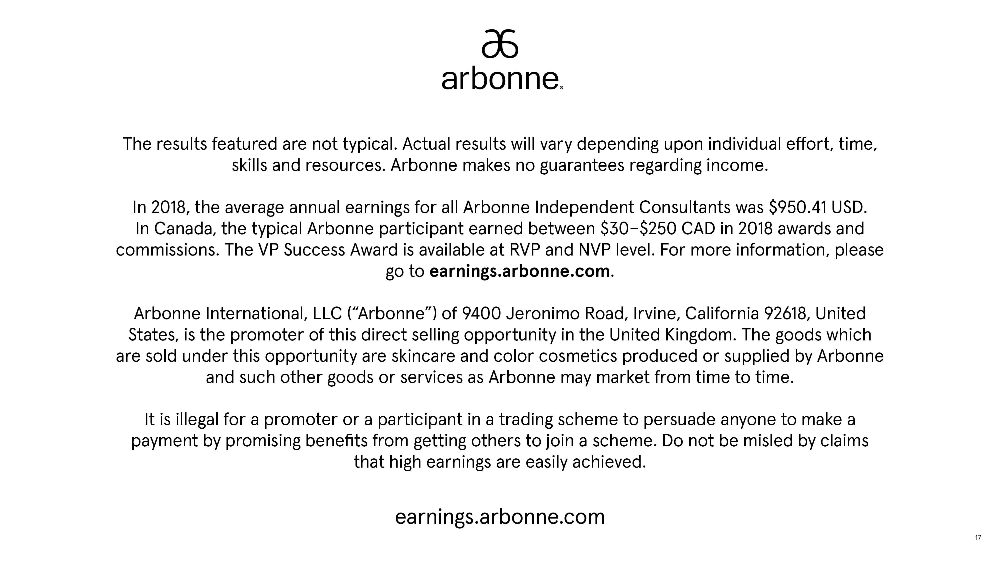 arbonne®
The results featured are not typical. Actual results will vary depending upon individual effort, time,
skills and resources. Arbonne makes no guarantees regarding income.
In 2018, the average annual earnings for all Arbonne Independent Consultants was $950.41 USD.
In Canada, the typical Arbonne participant earned between $30–$250 CAD in 2018 awards and
commissions. The VP Success Award is available at RVP and NVP level. For more information, please
go to earnings.arbonne.com.
Arbonne International, LLC (“Arbonne”) of 9400 Jeronimo Road, Irvine, California 92618, United
States, is the promoter of this direct selling opportunity in the United Kingdom. The goods which
are sold under this opportunity are skincare and color cosmetics produced or supplied by Arbonne
and such other goods or services as Arbonne may market from time to time.
It is illegal for a promoter or a participant in a trading scheme to persuade anyone to make a
payment by promising benefits from getting others to join a scheme. Do not be misled by claims
that high earnings are easily achieved.
earnings.arbonne.com
17